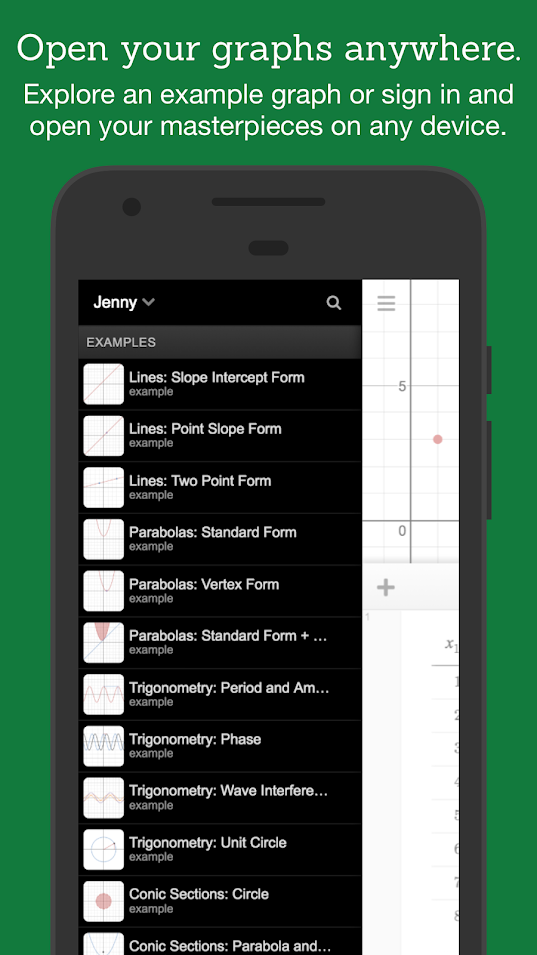 Open your graphs anywhere.
Explore an example graph or sign in and
open your masterpieces on any device.
Jenny
EXAMPLES
Lines: Slope Intercept Form
example
Lines: Point Slope Form
example
Lines: Two Point Form
example
Parabolas: Standard Form
example
Parabolas: Vertex Form
example
Parabolas: Standard Form + ...
example
Trigonometry: Period and Am...
example
Trigonometry: Phase
example
Trigonometry: Wave Interfere...
example
Trigonometry: Unit Circle
example
Conic Sections: Circle
example
Conic Sections: Parabola and...
5
0
1
x₁
1
2
3
4
5
6
7
8